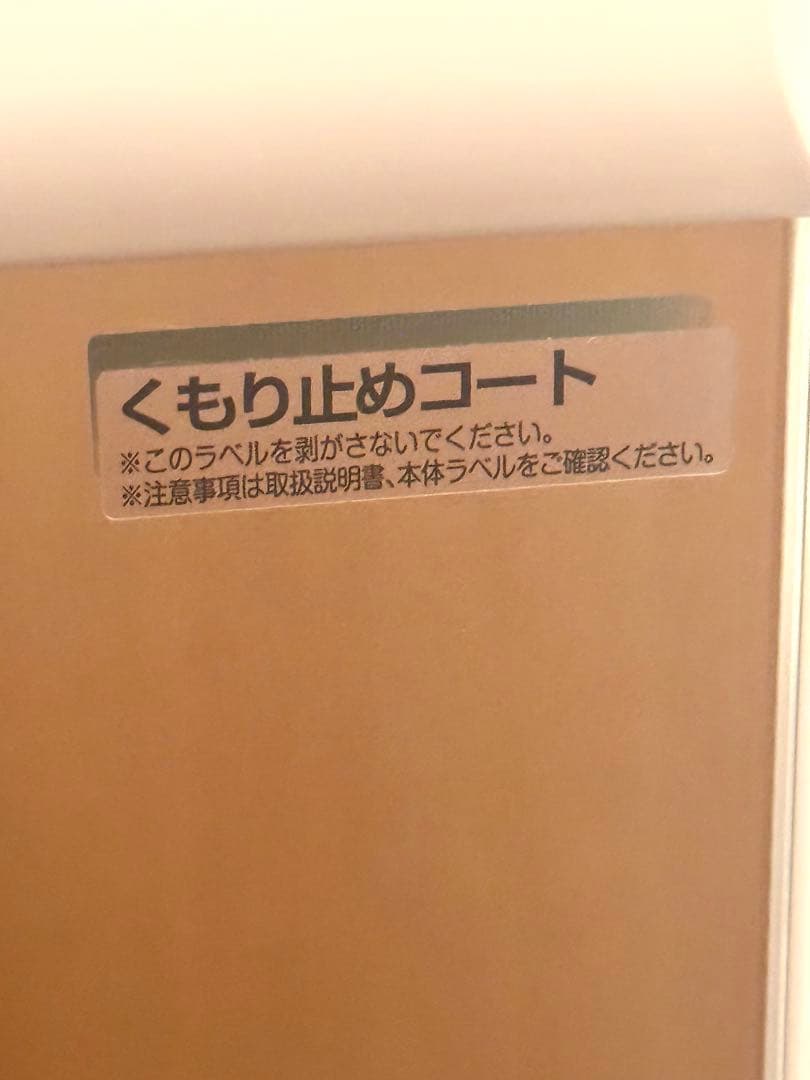 くもり止めコート
※このラベルを剥がさないでください。
※注意事項は取扱説明書、本体ラベルをご確認ください。